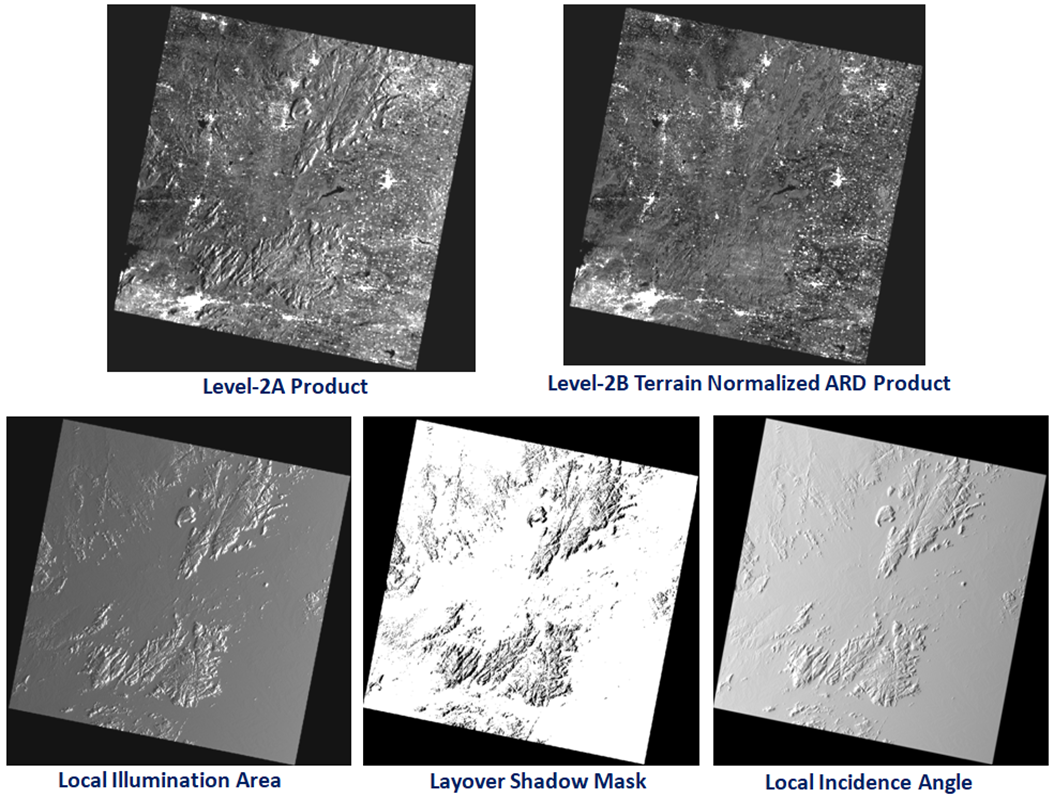 Level-2A Product
Level-2B Terrain Normalized ARD Product
Local Illumination Area
Layover Shadow Mask
Local Incidence Angle